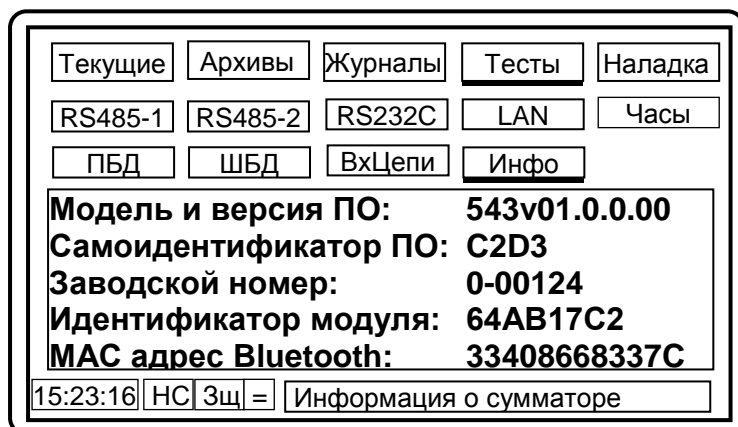 Текущие Архивы Журналы Тесты Наладка
RS485-1 RS485-2 RS232C LAN Часы
ПБД ШБД ВхЦепи Инфо
Модель и версия ПО: 543v01.0.0.00
Самоидентификатор ПО: C2D3
Заводской номер: 0-00124
Идентификатор модуля: 64AB17C2
MAC адрес Bluetooth: 33408668337C
15:23:16 НС Зщ = Информация о сумматоре